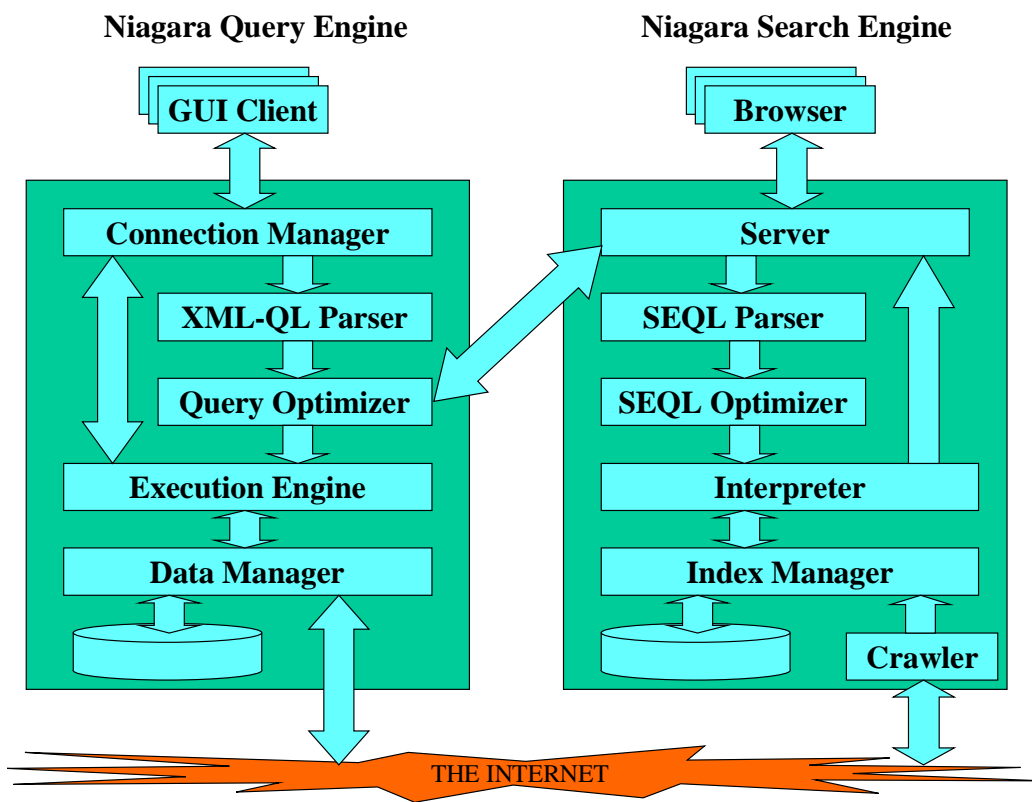 Niagara Query Engine
Niagara Search Engine
GUI Client
Browser
Connection Manager
Server
XML-QL Parser
SEQL Parser
Query Optimizer
SEQL Optimizer
Execution Engine
Interpreter
Data Manager
Index Manager
Crawler
THE INTERNET